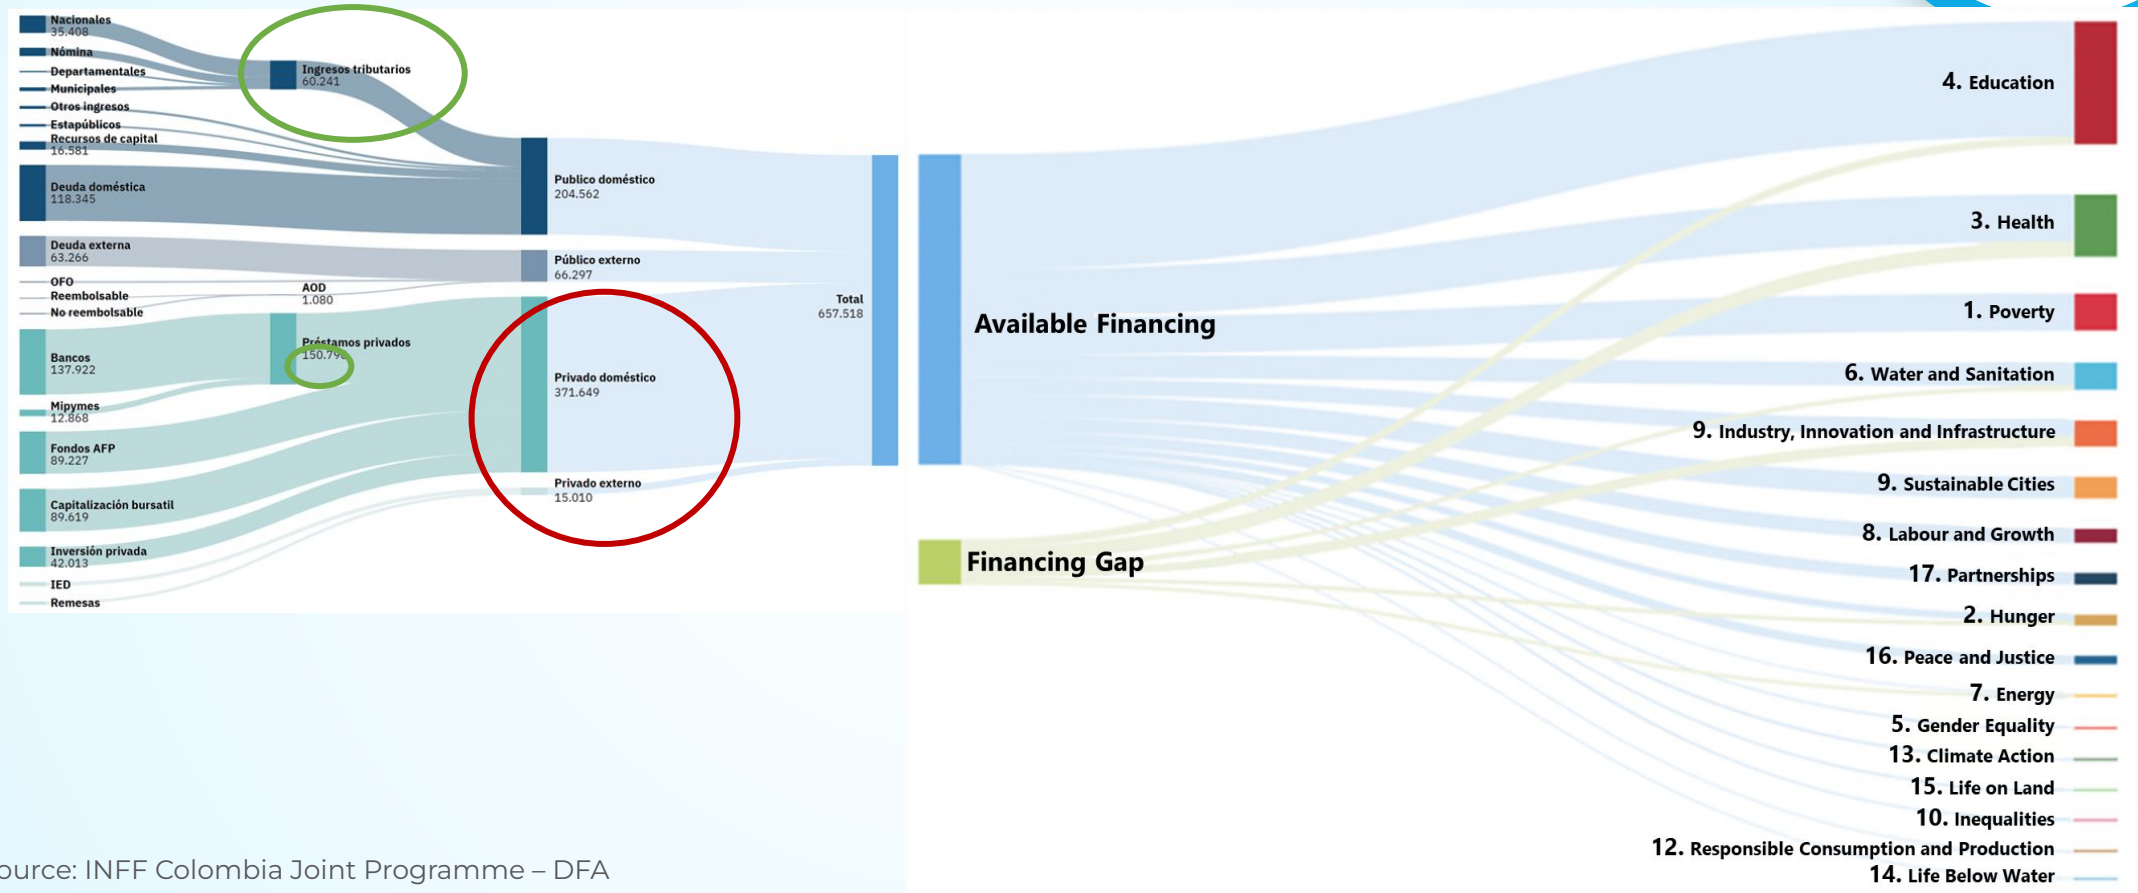 Nacionales
35.408
Nómina
Departamentales
Municipales
Otros ingresos
Estapúblicos
Recursos de capital
16.581
Deuda doméstica
118.345
Deuda externa
63.266
OFO
Reembolsable
No reembolsable
Bancos
137.922
Mipymes
12.868
Fondos AFP
89.227
Capitalización bursatil
89.619
Inversión privada
42.013
IED
Remesas
Ingresos tributarios
60.241
AOD
1.080
Préstamos privados
150.790
Publico doméstico
204.562
Público externo
66.297
Privado doméstico
371.649
Privado externo
15.010
Total
657.518
Available Financing
Financing Gap
4. Education
3. Health
1. Poverty
6. Water and Sanitation
9. Industry, Innovation and Infrastructure
9. Sustainable Cities
8. Labour and Growth
17. Partnerships
2. Hunger
16. Peace and Justice
7. Energy
5. Gender Equality
13. Climate Action
15. Life on Land
10. Inequalities
12. Responsible Consumption and Production
14. Life Below Water
ource: INFF Colombia Joint Programme – DFA